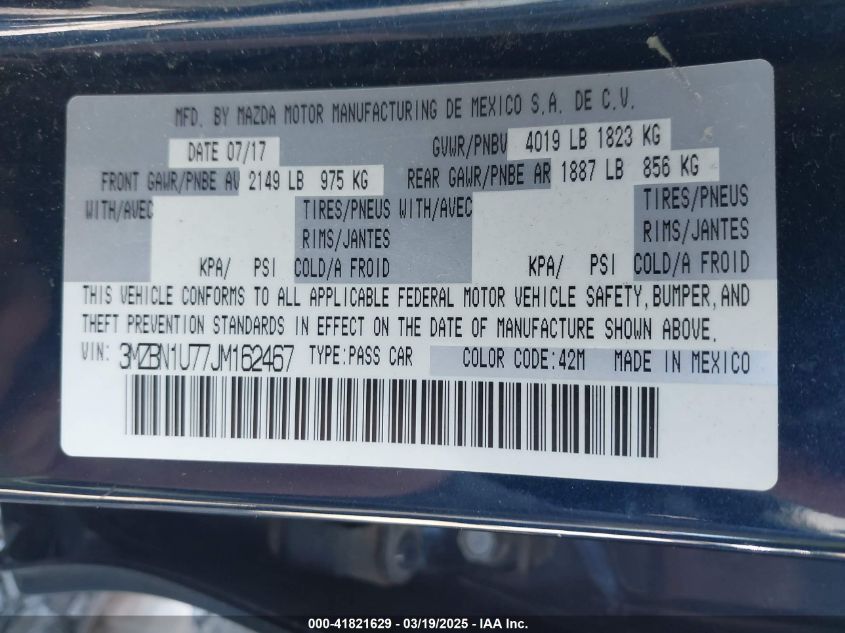 MFD. BY MAZDA MOTOR MANUFACTURING DE MEXICO S.A. DE C.V.
DATE 07/17 GVWR/PNBV 4019 LB 1823 KG
FRONT GAWR/PNBE AV 2149 LB 975 KG REAR GAWR/PNBE AR 1887 LB 856 KG
WITH/AVEC TIRES/PNEUS WITH/AVEC TIRES/PNEUS
RIMS/JANTES RIMS/JANTES
KPA/ PSI COLD/A FROID KPA/ PSI COLD/A FROID
THIS VEHICLE CONFORMS TO ALL APPLICABLE FEDERAL MOTOR VEHICLE SAFETY, BUMPER, AND
THEFT PREVENTION STANDARDS IN EFFECT ON THE DATE OF MANUFACTURE SHOWN ABOVE.
VIN: 3MZBN1U77JM162467 TYPE:PASS CAR COLOR CODE:42M MADE IN MEXICO
000-41821629 - 03/19/2025 - IAA Inc.